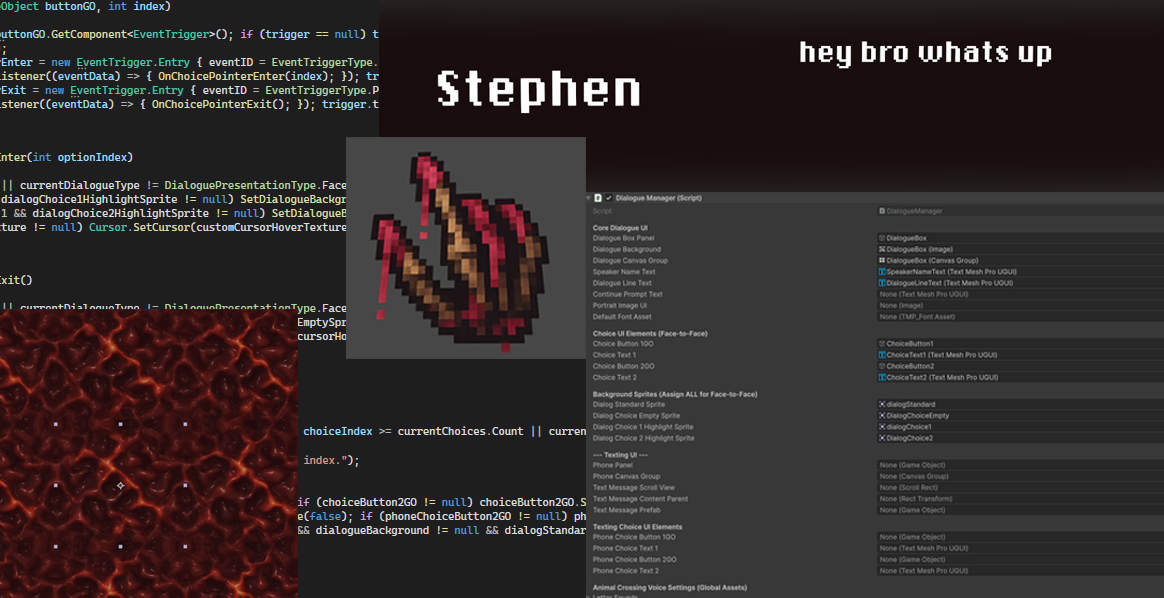 Object buttonGO, int index)
uttonGO.GetComponent<EventTrigger>(); if (trigger == null) t
;
rEnter = new EventTrigger.Entry { eventID = EventTriggerType.
istener((eventData) => { OnChoicePointerEnter(index); }); tr
rExit = new EventTrigger.Entry { eventID = EventTriggerType.P
istener((eventData) => { OnChoicePointerExit(); }); trigger.t
nter(int optionIndex)
|| currentDialogueType != DialoguePresentationType.Face
dialogChoice1HighlightSprite != null) SetDialogueBackgr
1 && dialogChoice2HighlightSprite != null) SetDialogueB
ture != null) Cursor.SetCursor(customCursorHoverTexture
xit()
|| currentDialogueType != DialoguePresentationType.Face
EmptySpr
cursorHo
choiceIndex >= currentChoices.Count || curren
index.");
if (choiceButton2GO != null) choiceButton2GO.S
e(false); if (phoneChoiceButton2GO != null) ph
&& dialogueBackground != null && dialogStandar
Stephen
hey bro whats up
Dialogue Manager (Script)
Script DialogueManager
Core Dialogue UI
Dialogue Box Panel DialogueBox
Dialogue Background DialogueBox (Image)
Dialogue Canvas Group DialogueBox (Canvas Group)
Speaker Name Text SpeakerNameText (Text Mesh Pro UGUI)
Dialogue Line Text DialogueLineText (Text Mesh Pro UGUI)
Continue Prompt Text None (Text Mesh Pro UGUI)
Portrait Image UI None (Image)
Default Font Asset None (TMP_Font Asset)
Choice UI Elements (Face-to-Face)
Choice Button 1GO ChoiceButton1
Choice Text 1 ChoiceText1 (Text Mesh Pro UGUI)
Choice Button 2GO ChoiceButton2
Choice Text 2 ChoiceText2 (Text Mesh Pro UGUI)
Background Sprites (Assign ALL for Face-to-Face)
Dialog Standard Sprite dialogStandard
Dialog Choice Empty Sprite DialogChoiceEmpty
Dialog Choice 1 Highlight Sprite dialogChoice1
Dialog Choice 2 Highlight Sprite DialogChoice2
--- Texting UI ---
Phone Panel None (Game Object)
Phone Canvas Group None (Canvas Group)
Text Message Scroll View None (Scroll Rect)
Text Message Content Parent None (Rect Transform)
Text Message Prefab None (Game Object)
Texting Choice UI Elements
Phone Choice Button 1GO None (Game Object)
Phone Choice Text 1 None (Text Mesh Pro UGUI)
Phone Choice Button 2GO None (Game Object)
Phone Choice Text 2 None (Text Mesh Pro UGUI)
Animal Crossing Voice Settings (Global Assets)
Letter Sounds